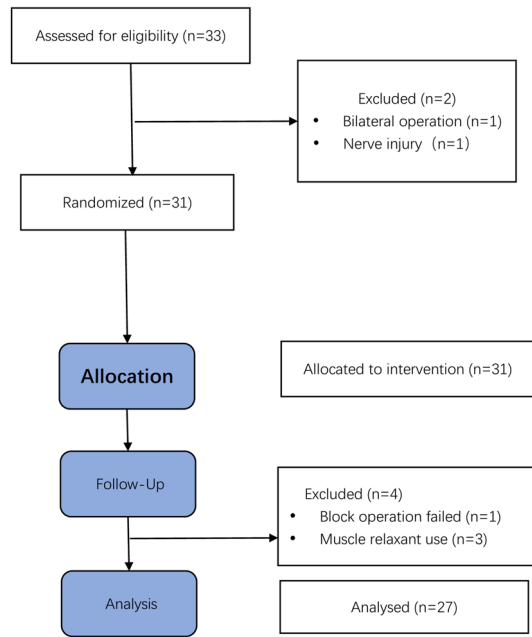 Assessed for eligibility (n=33)
Excluded (n=2)
• Bilateral operation (n=1)
• Nerve injury（n=1）
Randomized (n=31)
Allocation
Allocated to intervention (n=31)
Follow-Up
Excluded (n=4)
• Block operation failed (n=1)
• Muscle relaxant use (n=3)
Analysis
Analysed (n=27)